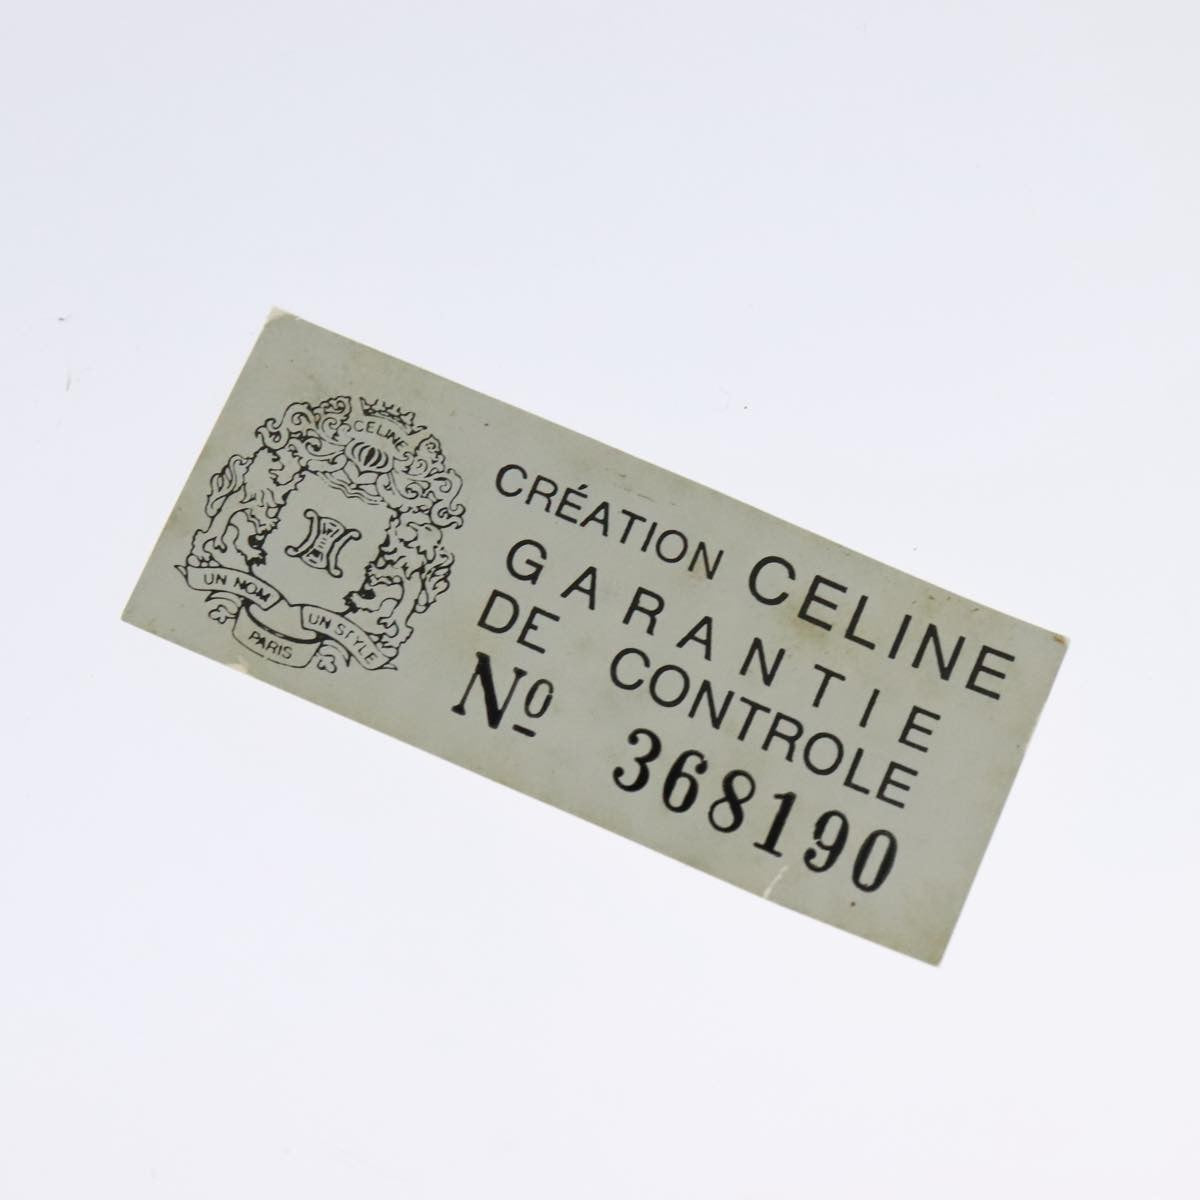 CELINE
UN NOM UN STYLE
PARIS
CRÉATION CELINE
GARANTIE
DE CONTROLE
Nº 368190